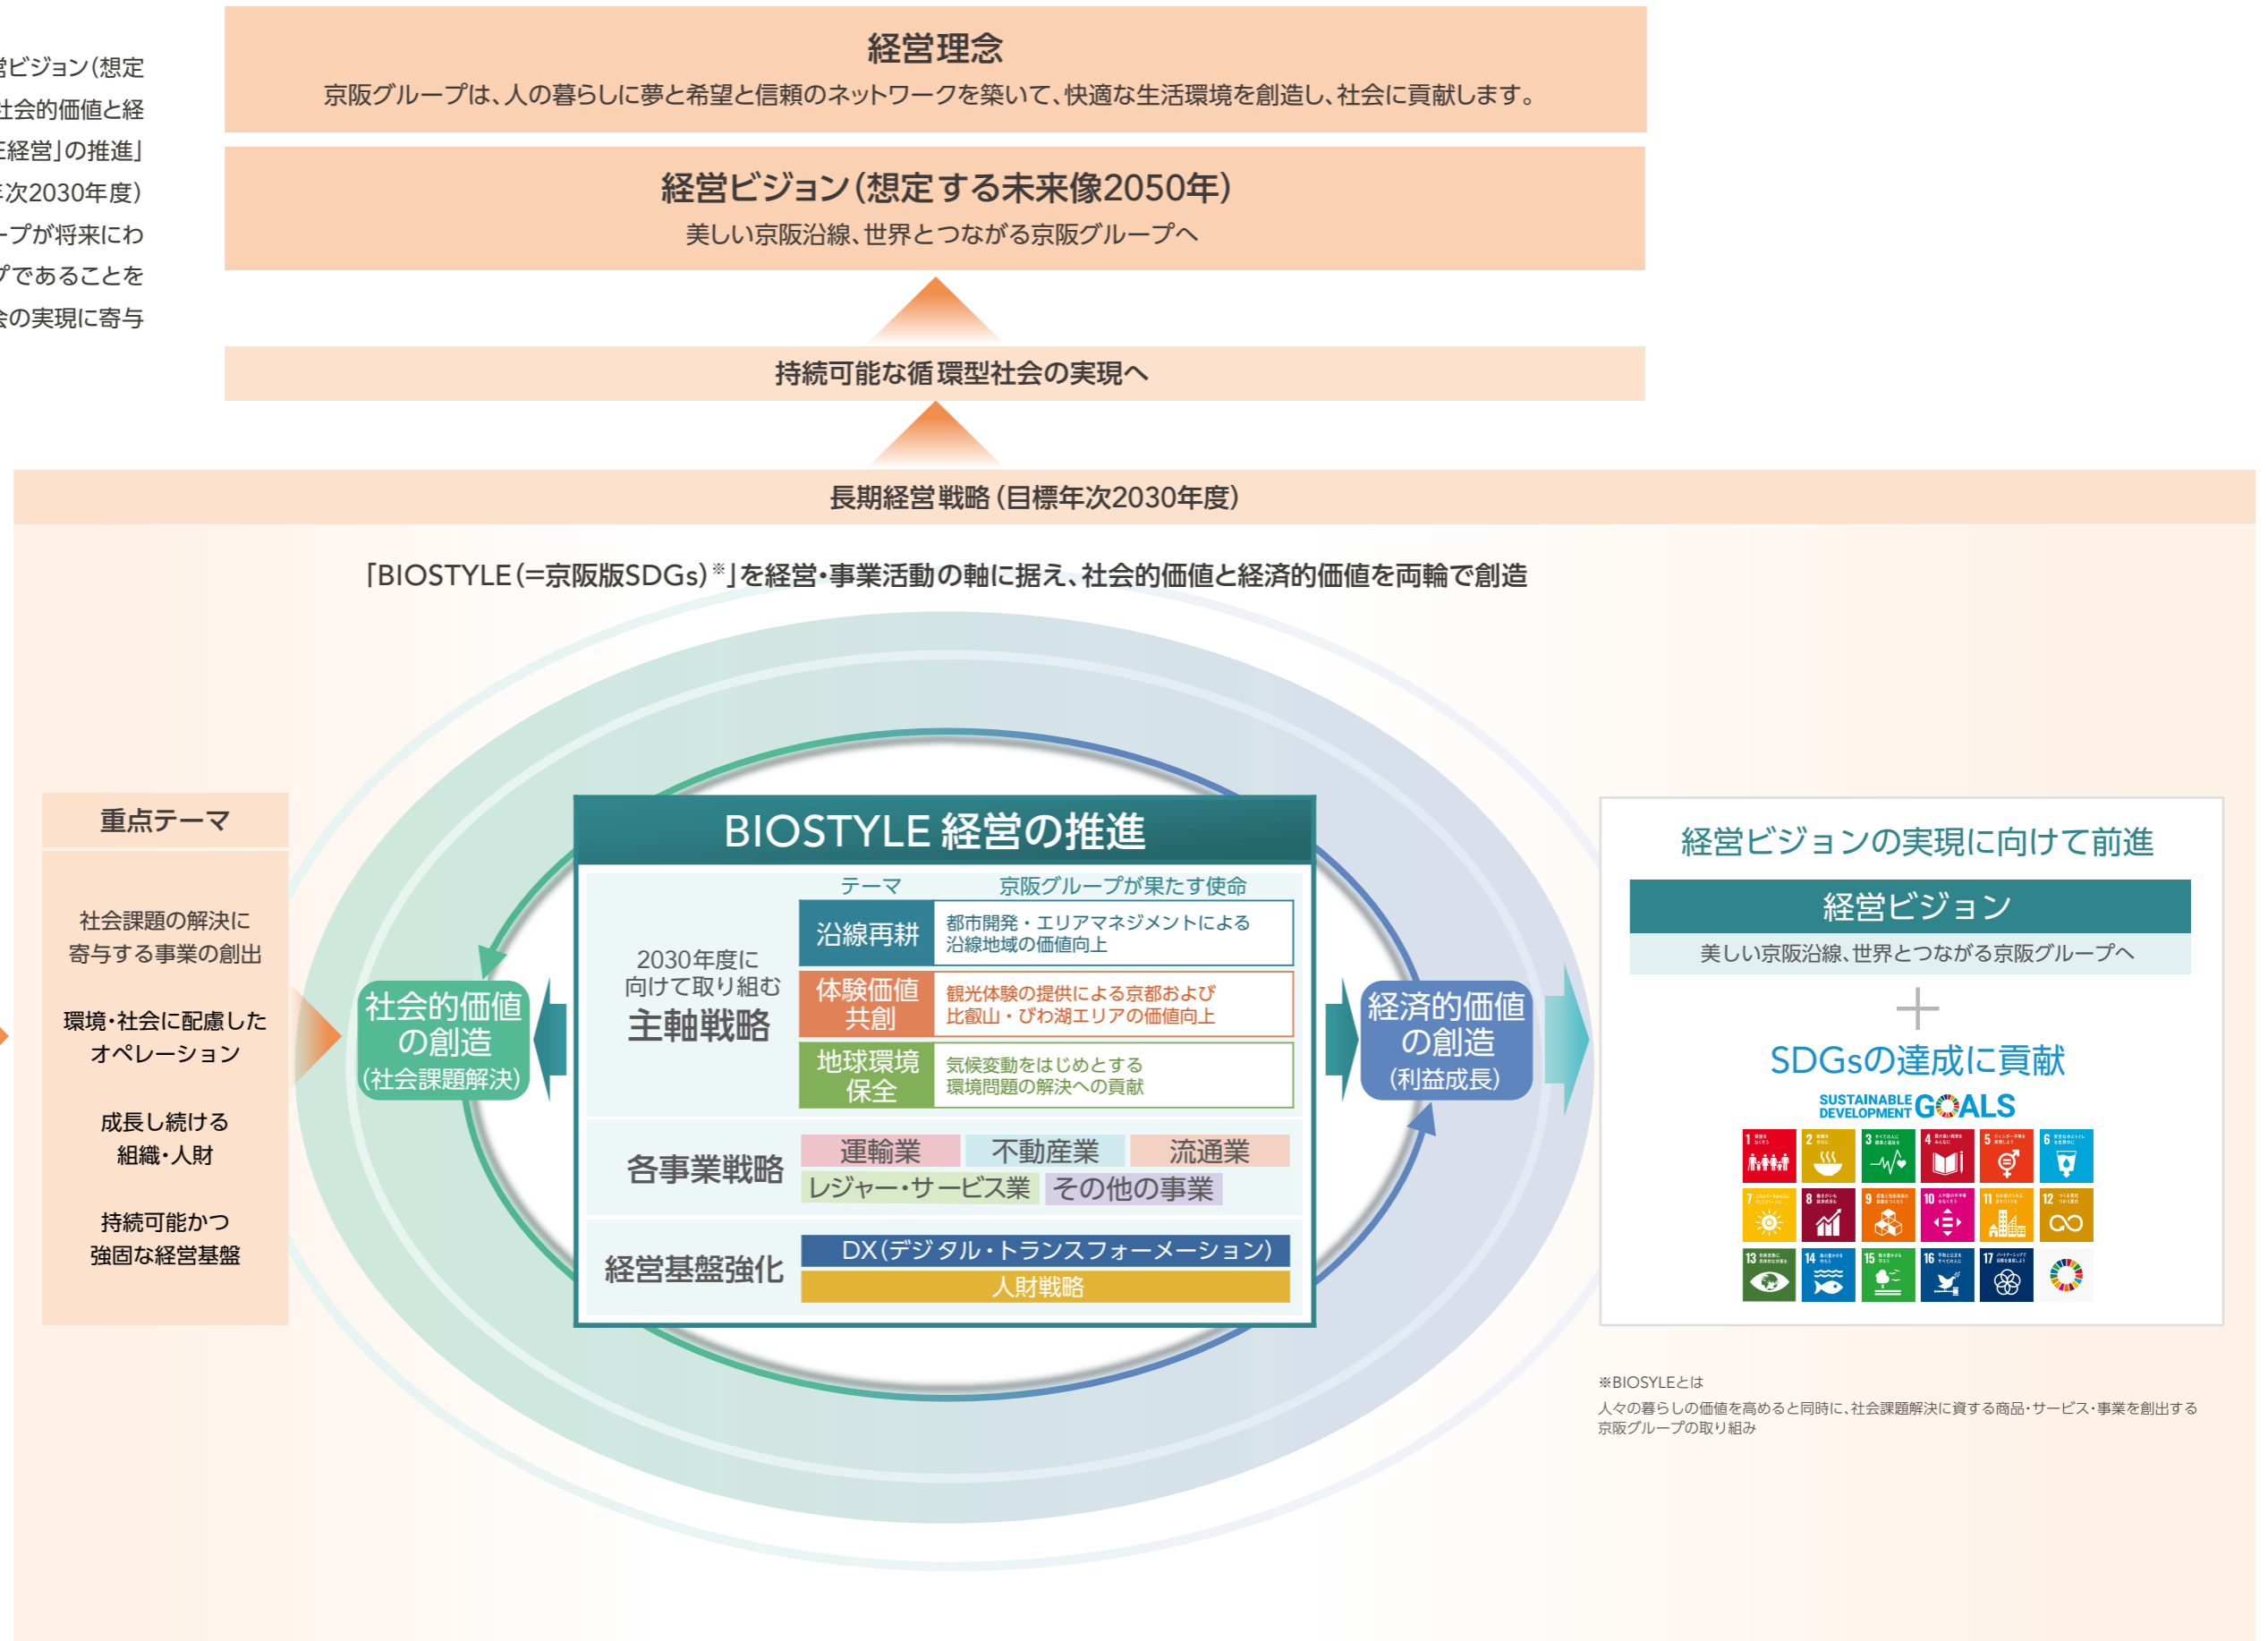 営ビジョン（想定
社会的価値と経
E経営」の推進」
年次2030年度）
ープが将来にわ
プであることを
会の実現に寄与
経営理念
京阪グループは、人の暮らしに夢と希望と信頼のネットワークを築いて、快適な生活環境を創造し、社会に貢献します。
経営ビジョン（想定する未来像2050年）
美しい京阪沿線、世界とつながる京阪グループへ
持続可能な循環型社会の実現へ
長期経営戦略（目標年次2030年度）
「BIOSTYLE（=京阪版SDGs）※」を経営・事業活動の軸に据え、社会的価値と経済的価値を両輪で創造
重点テーマ
社会課題の解決に
寄与する事業の創出
環境・社会に配慮した
オペレーション
成長し続ける
組織・人財
持続可能かつ
強固な経営基盤
社会的価値
の創造
（社会課題解決）
BIOSTYLE 経営の推進
テーマ 京阪グループが果たす使命
2030年度に
向けて取り組む
主軸戦略
沿線再耕
都市開発・エリアマネジメントによる
沿線地域の価値向上
体験価値
共創
観光体験の提供による京都および
比叡山・びわ湖エリアの価値向上
地球環境
保全
気候変動をはじめとする
環境問題の解決への貢献
各事業戦略
運輸業 不動産業 流通業
レジャー・サービス業 その他の事業
経営基盤強化
DX（デジタル・トランスフォーメーション）
人財戦略
経済的価値
の創造
（利益成長）
経営ビジョンの実現に向けて前進
経営ビジョン
美しい京阪沿線、世界とつながる京阪グループへ
＋
SDGsの達成に貢献
SUSTAINABLE
DEVELOPMENT GOALS
1 2 3 4 5 6
7 8 9 10 11 12
13 14 15 16 17
※BIOSYLEとは
人々の暮らしの価値を高めると同時に、社会課題解決に資する商品・サービス・事業を創出する
京阪グループの取り組み